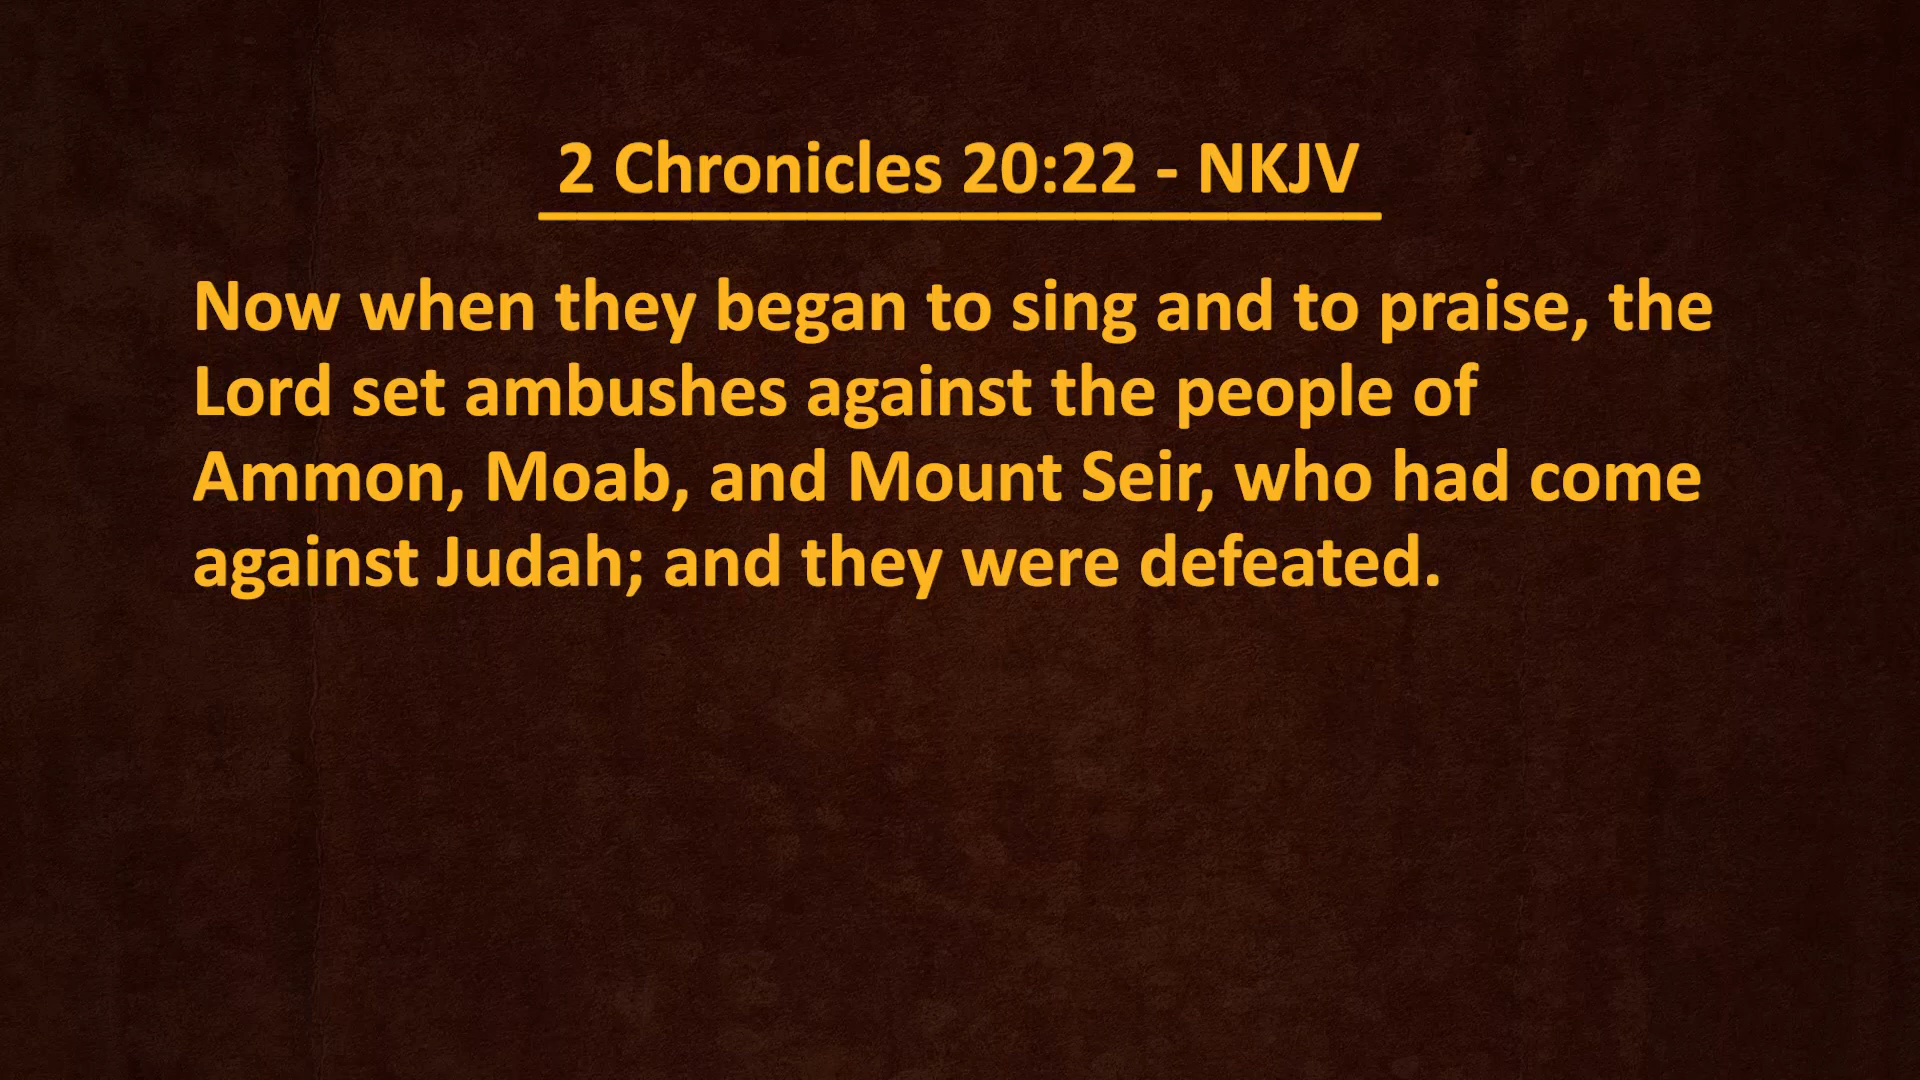 2 Chronicles 20:22 - NKJV
Now when they began to sing and to praise, the
Lord set ambushes against the people of
Ammon, Moab, and Mount Seir, who had come
against Judah; and they were defeated.